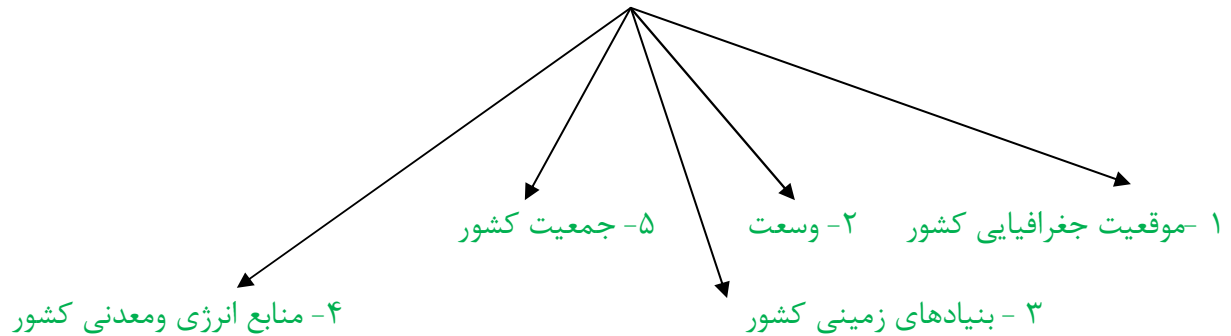 ۱ -موقعیت جغرافیایی کشور    ۲- وسعت    ۵- جمعیت کشور
۳ - بنیادهای زمینی کشور    ۴- منابع انرژی ومعدنی کشور